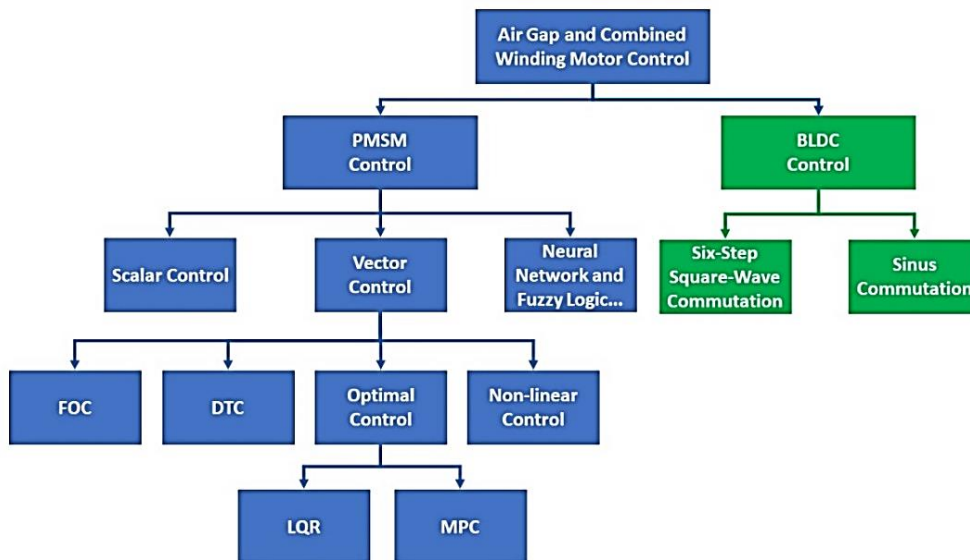 Air Gap and Combined
Winding Motor Control
PMSM
Control
BLDC
Control
Scalar Control
Vector
Control
Neural
Network and
Fuzzy Logic...
Six-Step
Square-Wave
Commutation
Sinus
Commutation
FOC
DTC
Optimal
Control
Non-linear
Control
LQR
MPC